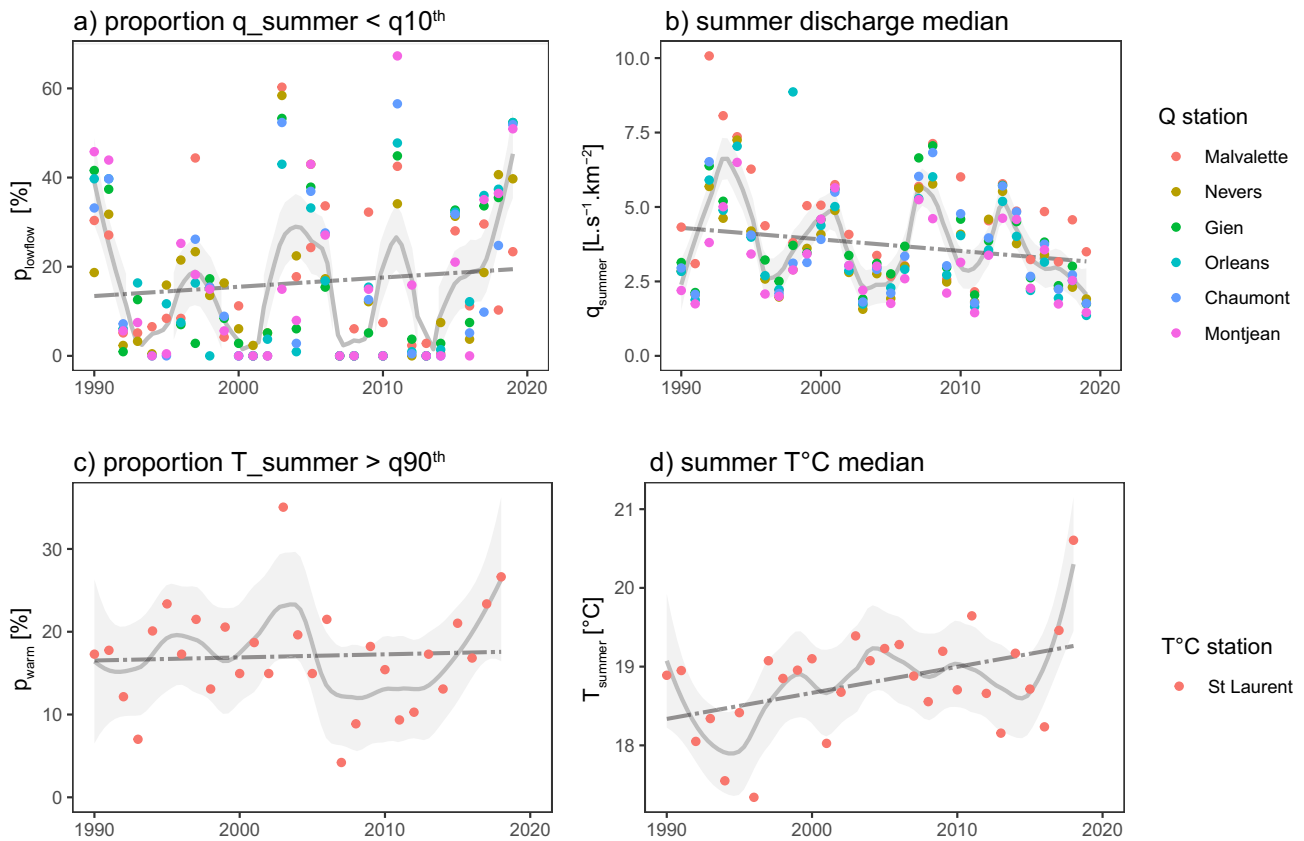 a) proportion q_summer < q10th
b) summer discharge median
plowflow [%]
60
40
20
0
1990
2000
2010
2020
qsummer [L.s−1.km−2]
10.0
7.5
5.0
2.5
0.0
1990
2000
2010
2020
Q station
Malvalette
Nevers
Gien
Orleans
Chaumont
Montjean
c) proportion T_summer > q90th
d) summer T°C median
pwarm [%]
30
20
10
0
1990
2000
2010
2020
Tsummer [°C]
21
20
19
18
1990
2000
2010
2020
T°C station
St Laurent